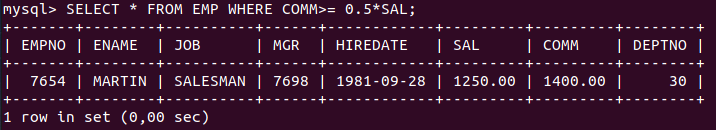 mysql> SELECT * FROM EMP WHERE COMM>= 0.5*SAL;
+-------+--------+----------+------+------------+---------+---------+--------+
| EMPNO | ENAME  | JOB      | MGR  | HIREDATE   | SAL     | COMM    | DEPTNO |
+-------+--------+----------+------+------------+---------+---------+--------+
|  7654 | MARTIN | SALESMAN | 7698 | 1981-09-28 | 1250.00 | 1400.00 |     30 |
+-------+--------+----------+------+------------+---------+---------+--------+
1 row in set (0,00 sec)